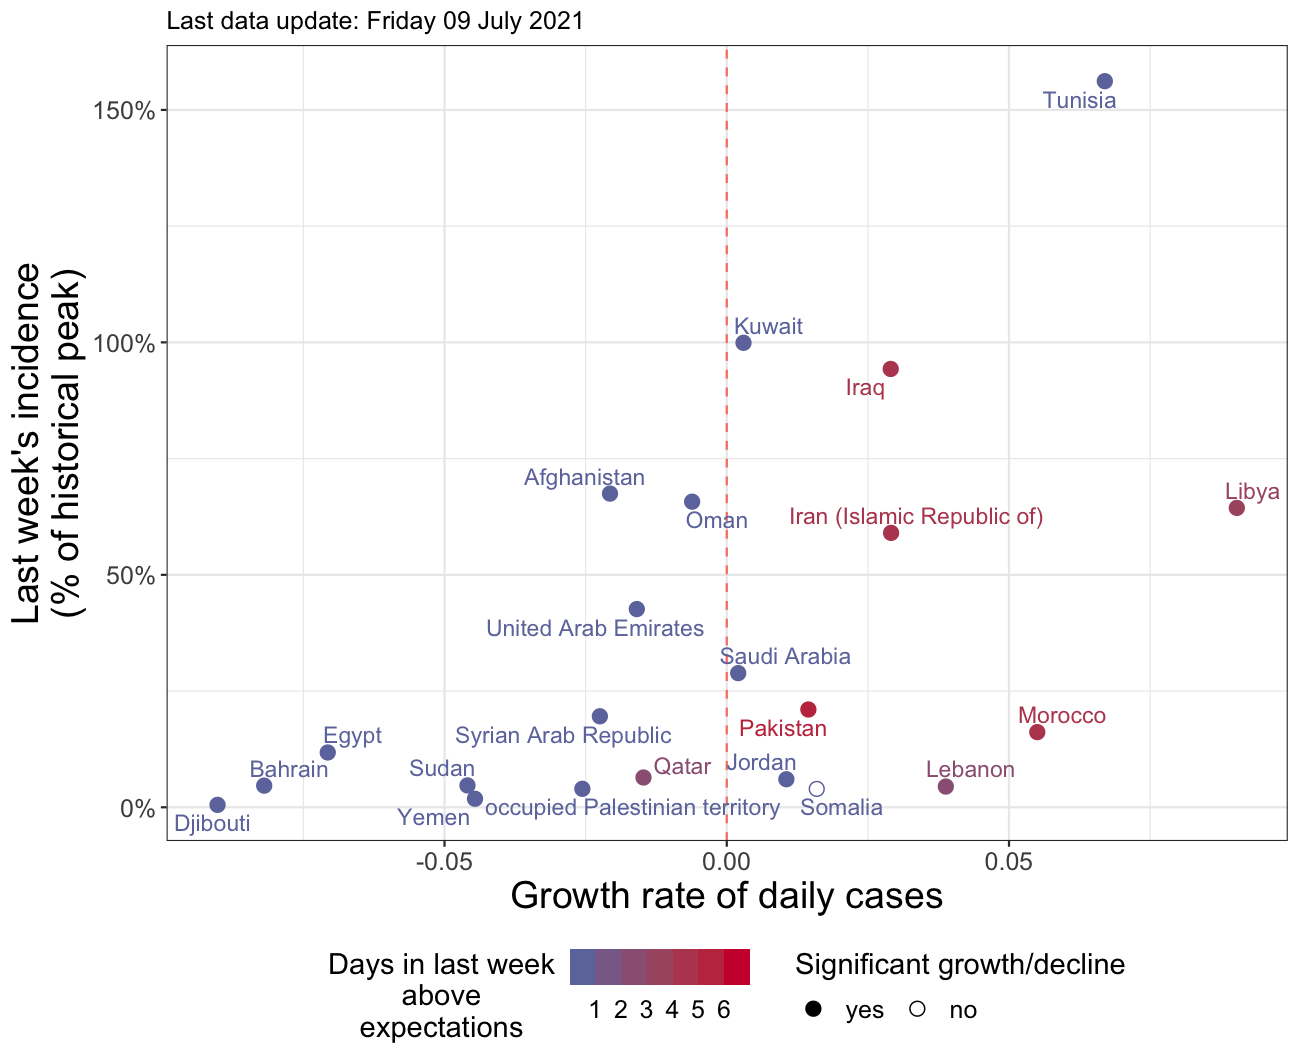 Last data update: Friday 09 July 2021
Last week's incidence
(% of historical peak)
150%
100%
50%
0%
Tunisia
Kuwait
Iraq
Afghanistan
Oman
Libya
Iran (Islamic Republic of)
United Arab Emirates
Saudi Arabia
Pakistan
Morocco
Syrian Arab Republic
Egypt
Bahrain
Sudan
Qatar
Jordan
Lebanon
Djibouti
Yemen
occupied Palestinian territory
Somalia
-0.05 0.00 0.05
Growth rate of daily cases
Days in last week
above
expectations
1 2 3 4 5 6
Significant growth/decline
yes no